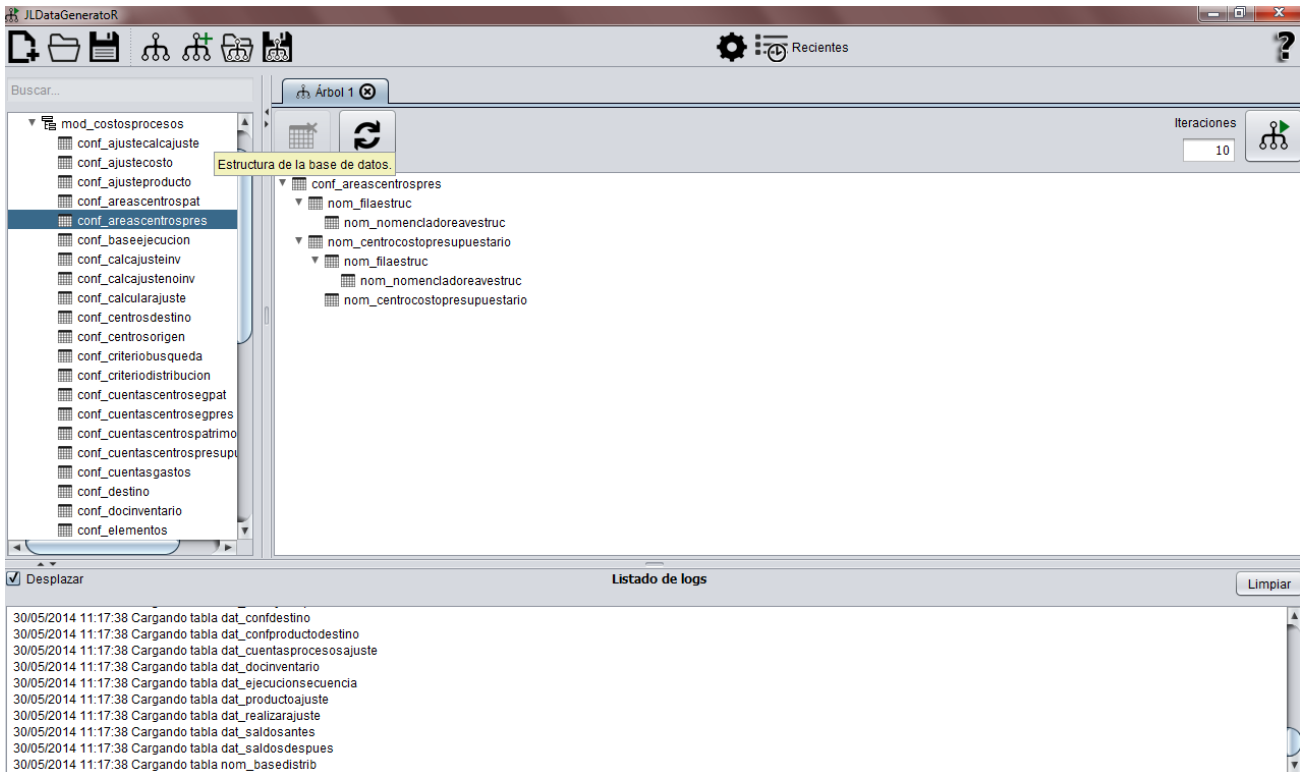 JLDataGeneratoR
Recientes
Buscar...
mod_costosprocesos
conf_ajustecalcajuste
conf_ajustecosto
conf_ajusteproducto
conf_areascentrospat
conf_areascentrospres
conf_baseejecucion
conf_calcajusteinv
conf_calcajustenoinv
conf_calcularajuste
conf_centrosdestino
conf_centrosorigen
conf_criteriobusqueda
conf_criteriodistribucion
conf_cuentascentrosegpat
conf_cuentascentrosegpres
conf_cuentascentrospatrimo
conf_cuentascentrospresupu
conf_cuentasgastos
conf_destino
conf_docinventario
conf_elementos
Árbol 1
Iteraciones
10
Estructura de la base de datos.
conf_areascentrospres
nom_filaestruc
nom_nomencladoreavestruc
nom_centrocostopresupuestario
nom_filaestruc
nom_nomencladoreavestruc
nom_centrocostopresupuestario
Desplazar
Listado de logs
Limpiar
30/05/2014 11:17:38 Cargando tabla dat_confdestino
30/05/2014 11:17:38 Cargando tabla dat_confproductodestino
30/05/2014 11:17:38 Cargando tabla dat_cuentasprocesosajuste
30/05/2014 11:17:38 Cargando tabla dat_docinventario
30/05/2014 11:17:38 Cargando tabla dat_ejecucionsecuencia
30/05/2014 11:17:38 Cargando tabla dat_productoajuste
30/05/2014 11:17:38 Cargando tabla dat_realizarajuste
30/05/2014 11:17:38 Cargando tabla dat_saldosantes
30/05/2014 11:17:38 Cargando tabla dat_saldosdespues
30/05/2014 11:17:38 Cargando tabla nom_basedistrib